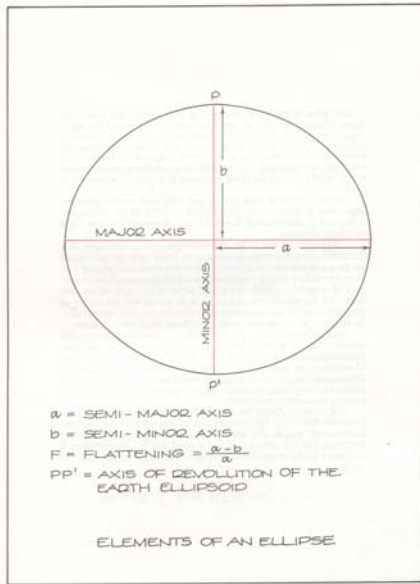 P
b
MAJOR AXIS
a
MINOR AXIS
P'
a = SEMI-MAJOR AXIS
b = SEMI-MINOR AXIS
F = FLATTENING = a-b/a
PP' = AXIS OF REVOLUTION OF THE
EARTH ELLIPSOID
ELEMENTS OF AN ELLIPSE